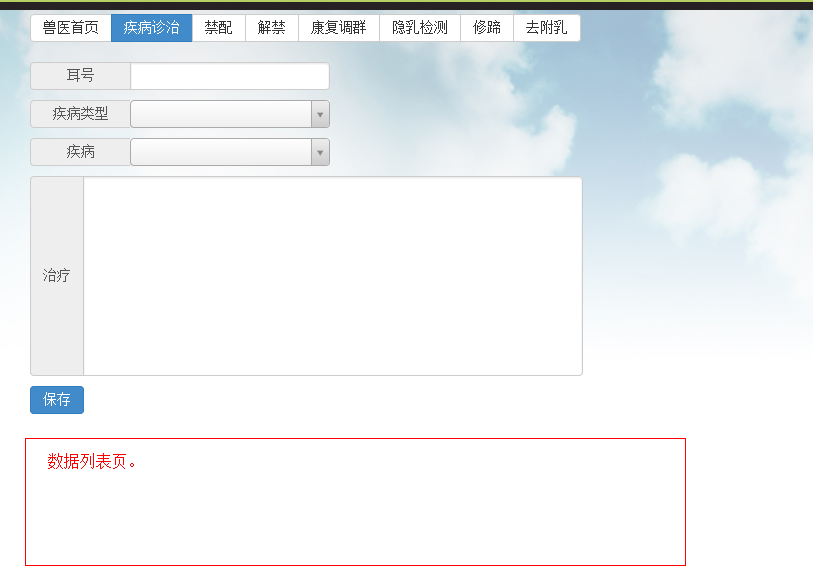 兽医首页 疾病诊治 禁配 解禁 康复调群 隐乳检测 修蹄 去附乳
耳号
疾病类型
疾病
治疗
保存
数据列表页。